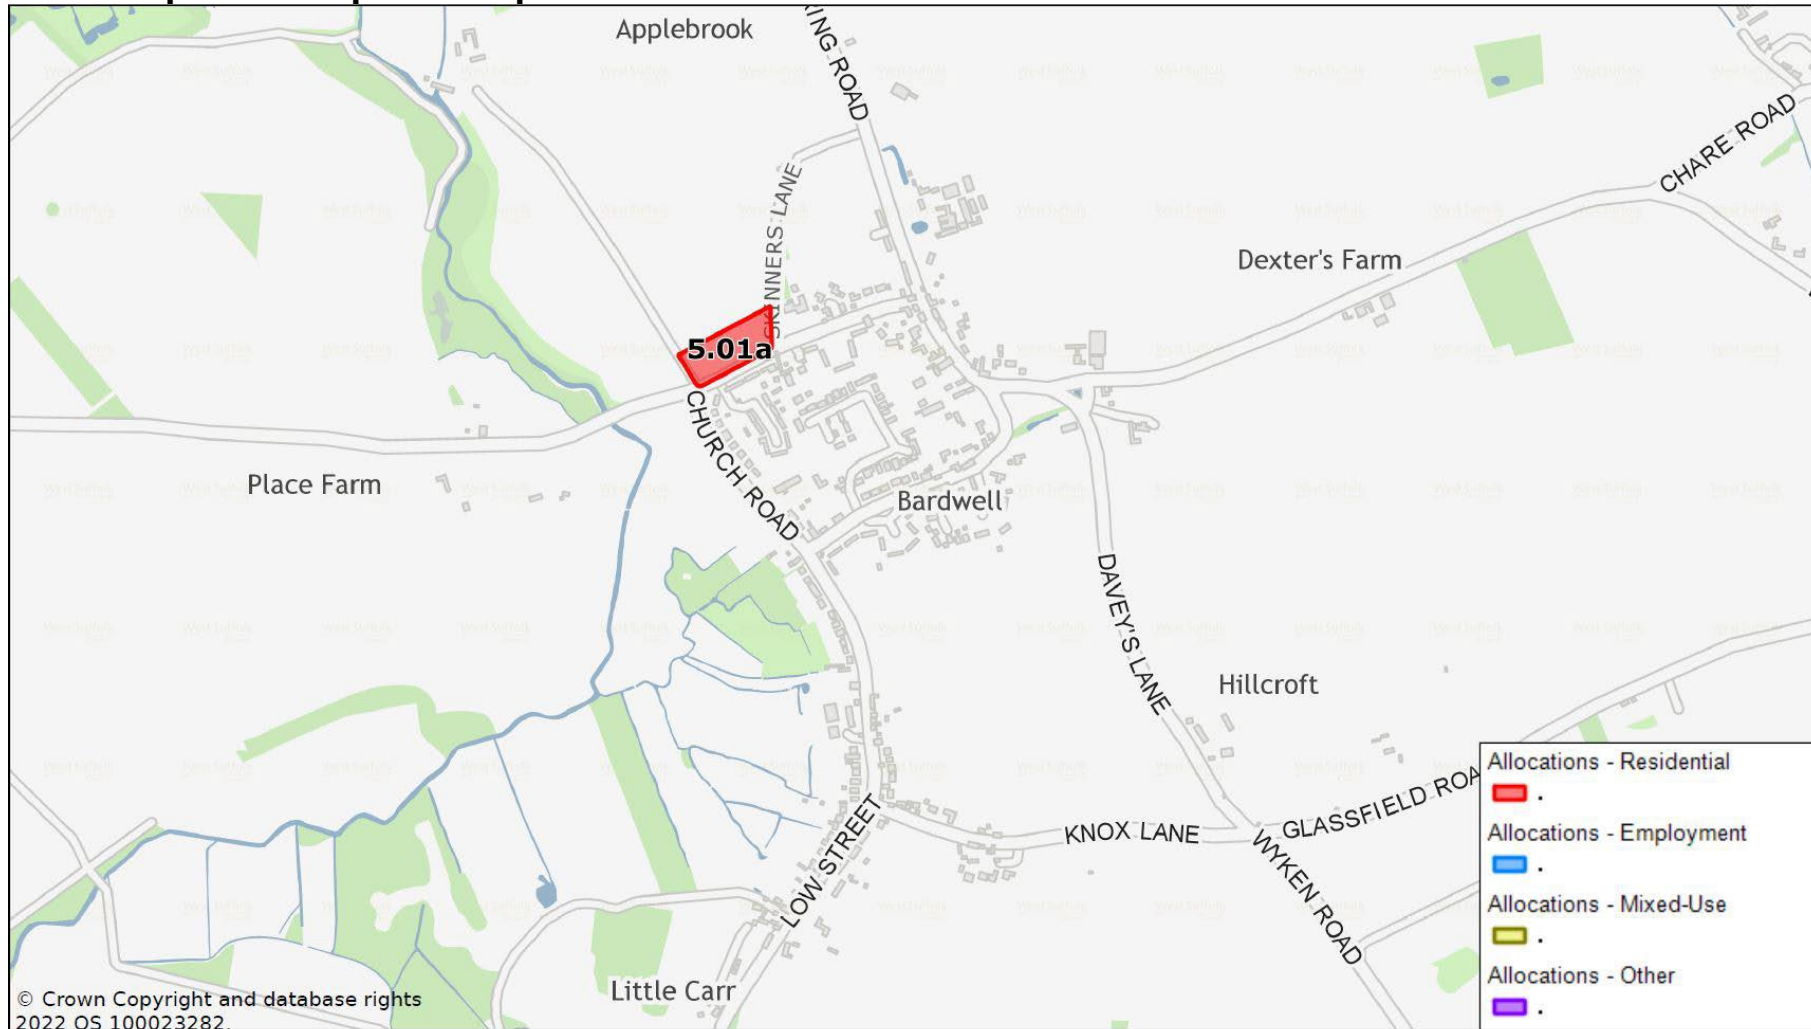 Applebrook
RING ROAD
CHARE ROAD
SKINNERS LANE
Dexter's Farm
5.01a
CHURCH ROAD
Place Farm
Bardwell
DAVEY'S LANE
Hillcroft
Allocations - Residential
.
Allocations - Employment
.
Allocations - Mixed-Use
.
Allocations - Other
.
GLASSFIELD ROA
KNOX LANE
LOW STREET
WYKEN ROAD
Little Carr
© Crown Copyright and database rights
2022 OS 100023282.